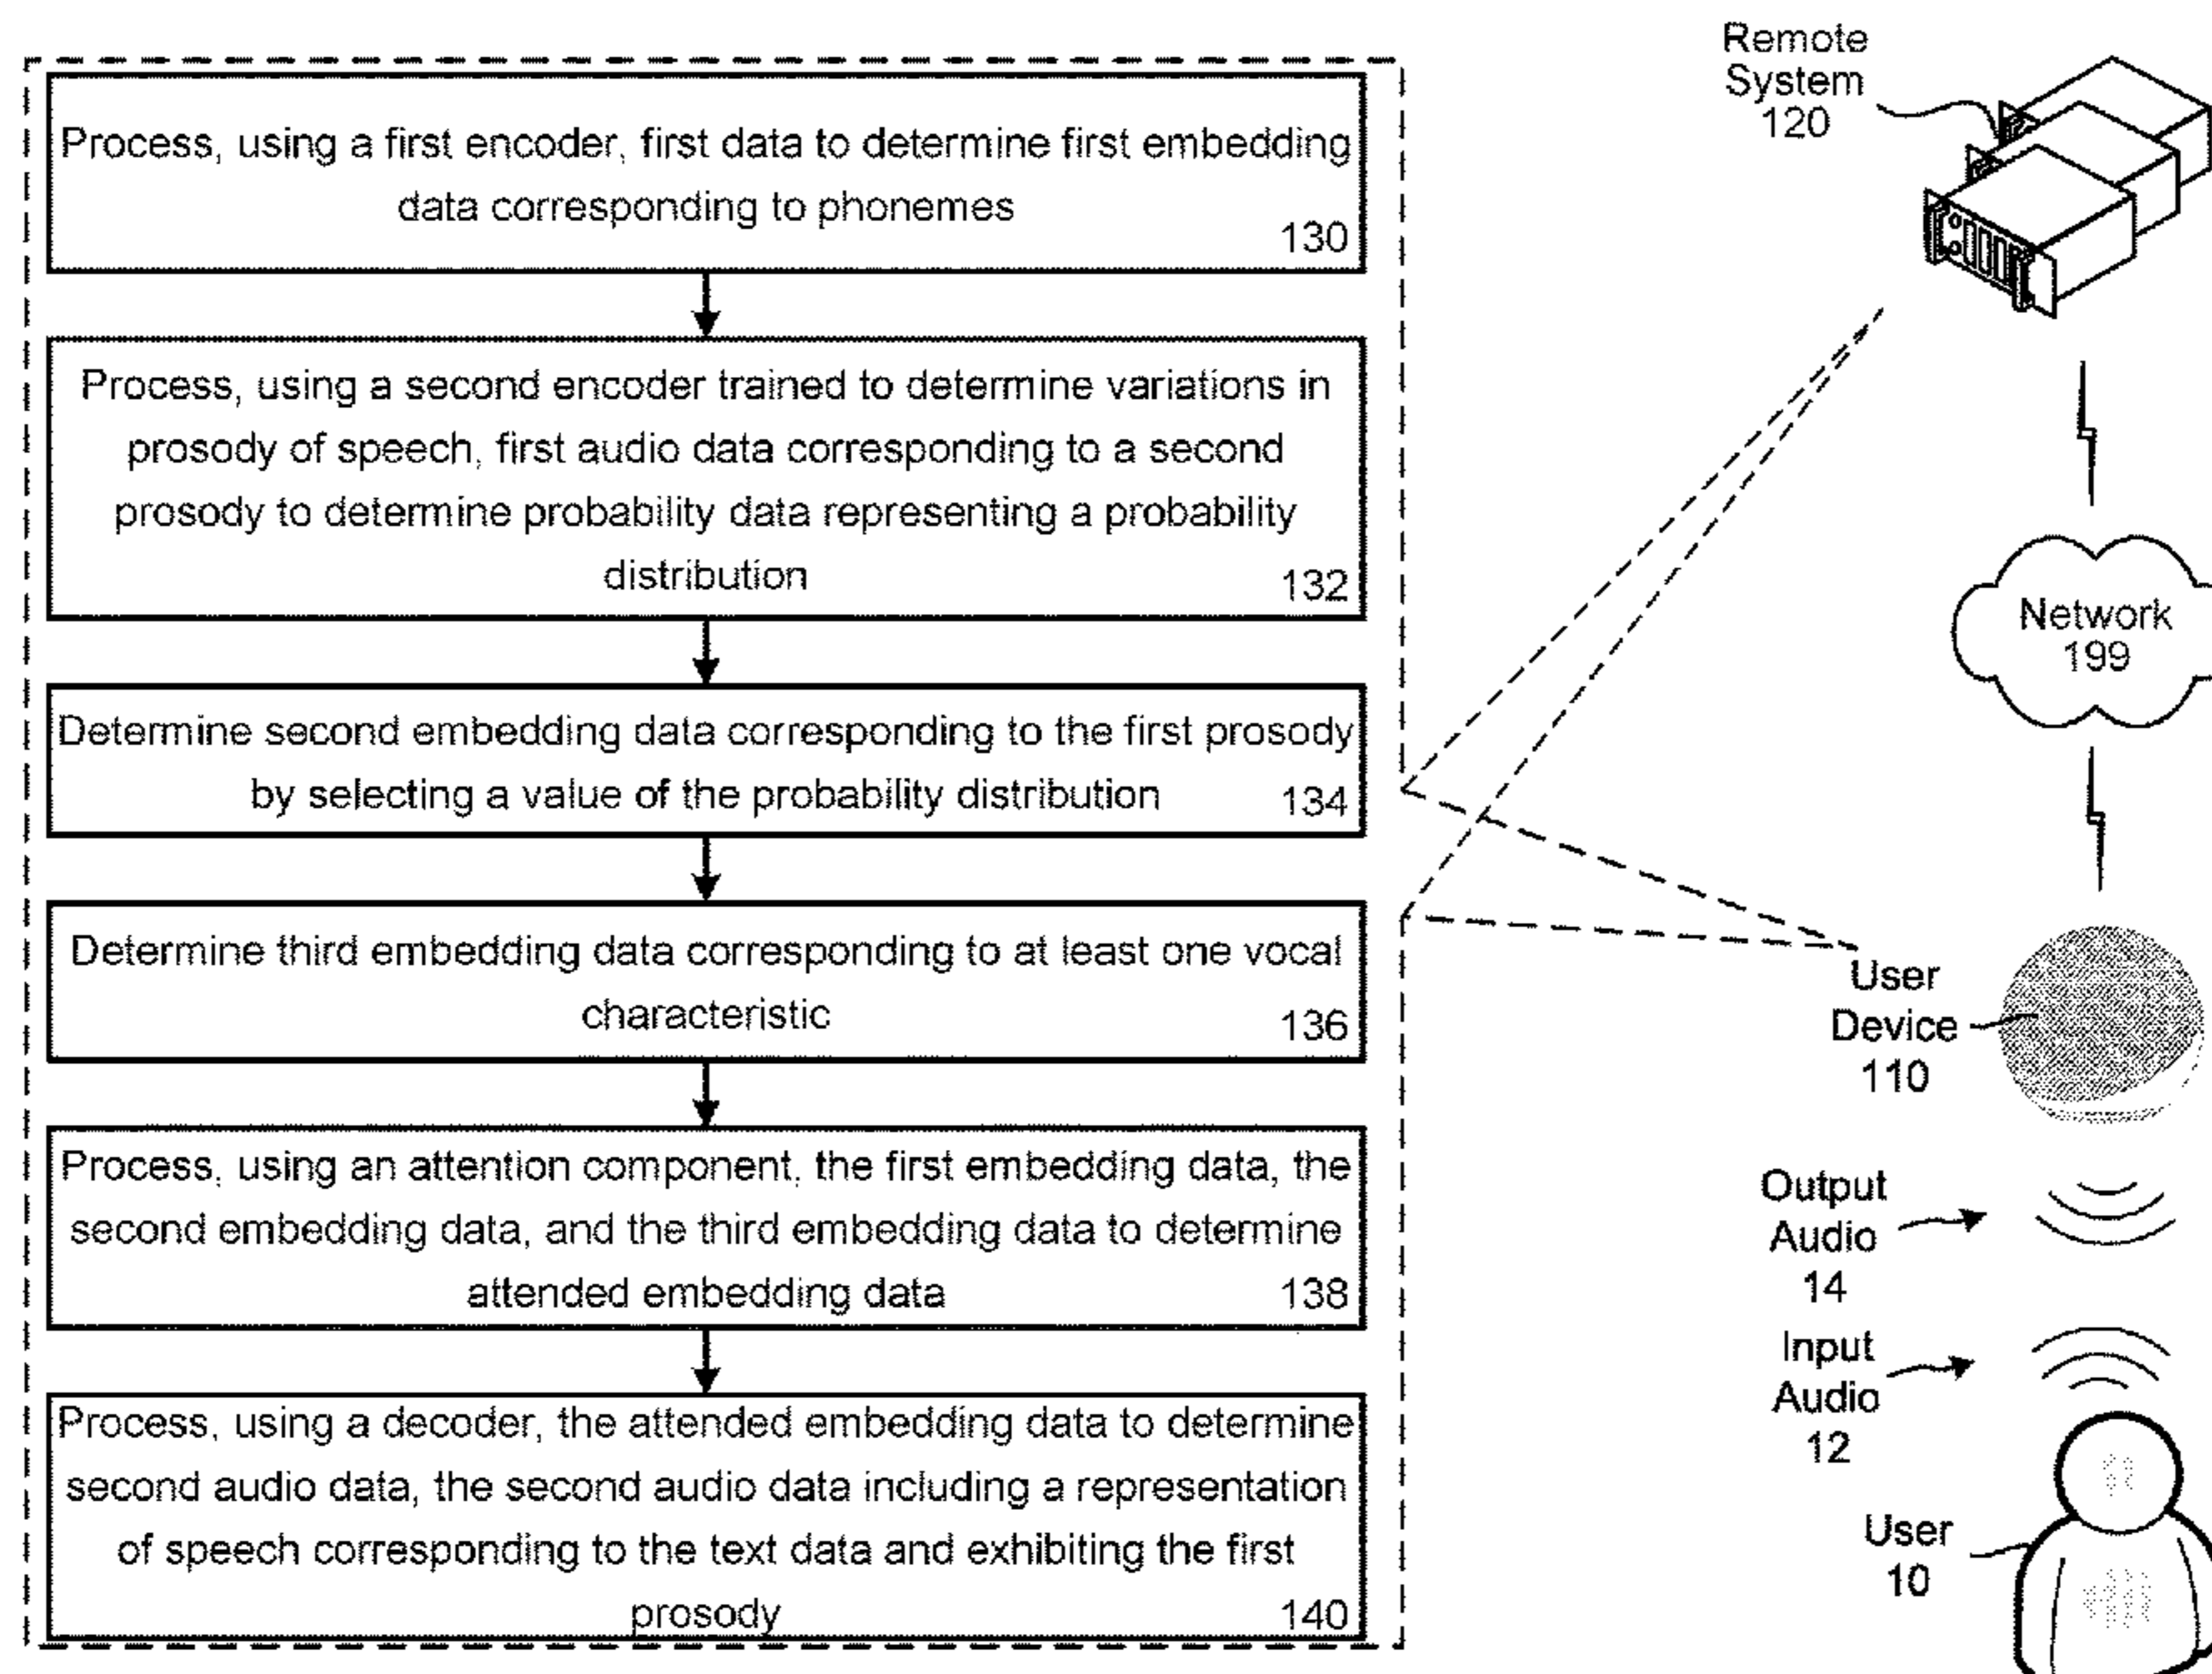 Process, using a first encoder, first data to determine first embedding
data corresponding to phonemes
130
Process, using a second encoder trained to determine variations in
prosody of speech, first audio data corresponding to a second
prosody to determine probability data representing a probability
distribution
132
Determine second embedding data corresponding to the first prosody
by selecting a value of the probability distribution
134
Determine third embedding data corresponding to at least one vocal
characteristic
136
Process, using an attention component, the first embedding data, the
second embedding data, and the third embedding data to determine
attended embedding data
138
Process, using a decoder, the attended embedding data to determine
second audio data, the second audio data including a representation
of speech corresponding to the text data and exhibiting the first
prosody
140
Remote
System
120
Network
199
User
Device
110
Output
Audio
14
Input
Audio
12
User
10